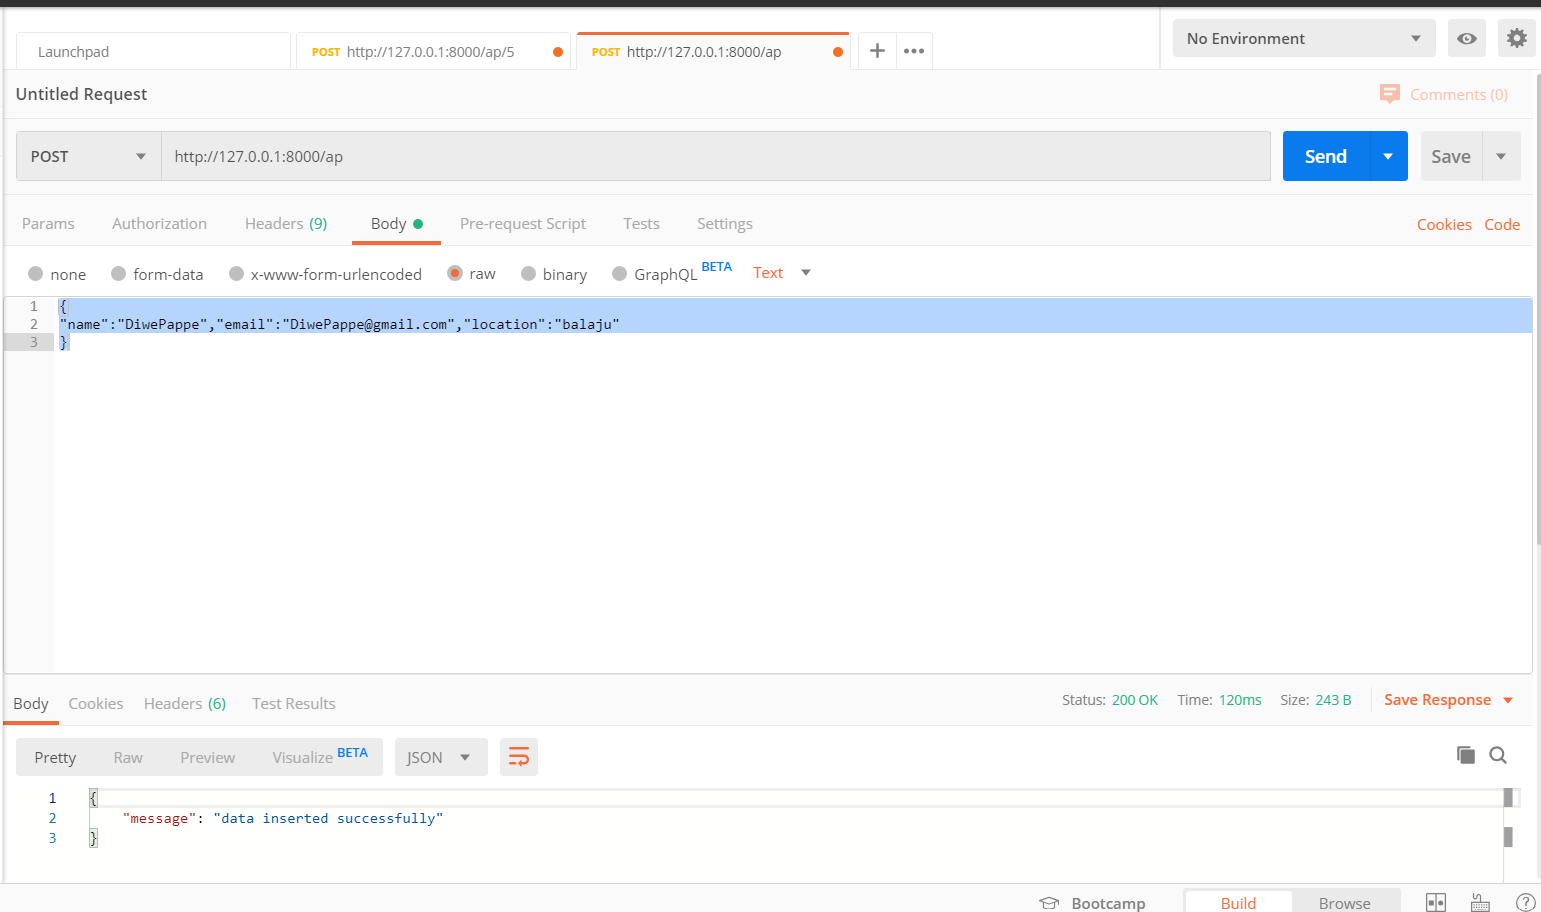 Launchpad
POST http://127.0.0.1:8000/ap/5
POST http://127.0.0.1:8000/ap
No Environment
Untitled Request
Comments (0)
POST
http://127.0.0.1:8000/ap
Send
Save
Params Authorization Headers (9) Body Pre-request Script Tests Settings
Cookies Code
none form-data x-www-form-urlencoded raw binary GraphQL BETA Text
1 {
2 "name":"DiwePappe","email":"DiwePappe@gmail.com","location":"balaju"
3 }
Body Cookies Headers (6) Test Results
Status: 200 OK Time: 120ms Size: 243 B Save Response
Pretty Raw Preview Visualize BETA JSON
1 {
2 "message": "data inserted successfully"
3 }
Bootcamp Build Browse